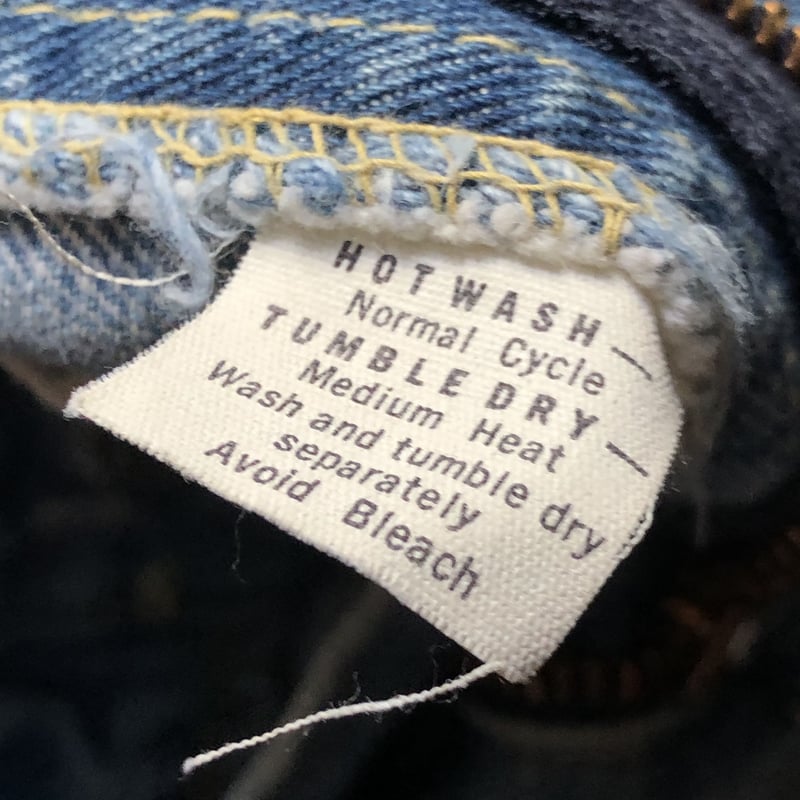 HOT WASH—
Normal Cycle
TUMBLE DRY—
Medium Heat
Wash and tumble dry
separately
Avoid Bleach